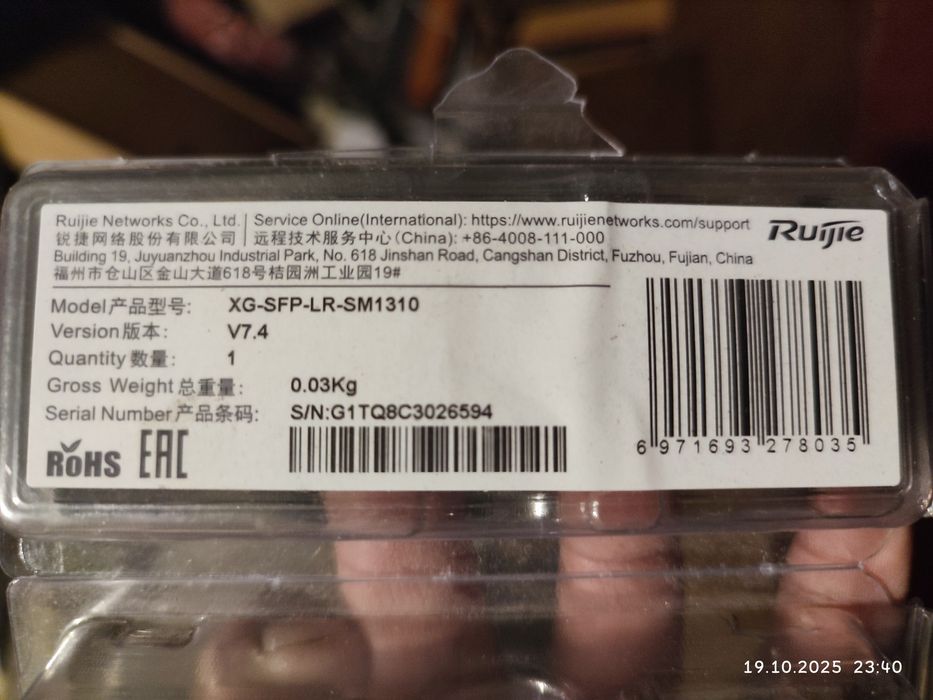 Ruijie Networks Co., Ltd. | Service Online(International): https://www.ruijienetworks.com/support
锐捷网络股份有限公司 | 远程技术服务中心(China): +86-4008-111-000
Building 19, Juyuanzhou Industrial Park, No. 618 Jinshan Road, Cangshan District, Fuzhou, Fujian, China
福州市仓山区金山大道618号桔园洲工业园19#
Ruijie
Model产品型号: XG-SFP-LR-SM1310
Version版本: V7.4
Quantity数量: 1
Gross Weight总重量: 0.03Kg
Serial Number产品条码: S/N:G1TQ8C3026594
RoHS EAC
6 971693 278035
19.10.2025 23:40